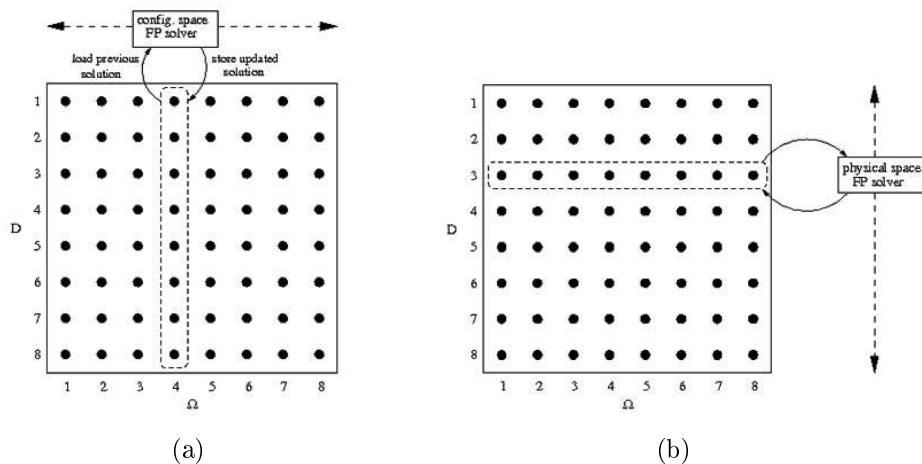 config. space
FP solver
load previous
solution
store updated
solution
1
2
3
4
5
6
7
8
D
1 2 3 4 5 6 7 8
Ω
(a)
1
2
3
4
5
6
7
8
D
physical space
FP solver
1 2 3 4 5 6 7 8
Ω
(b)